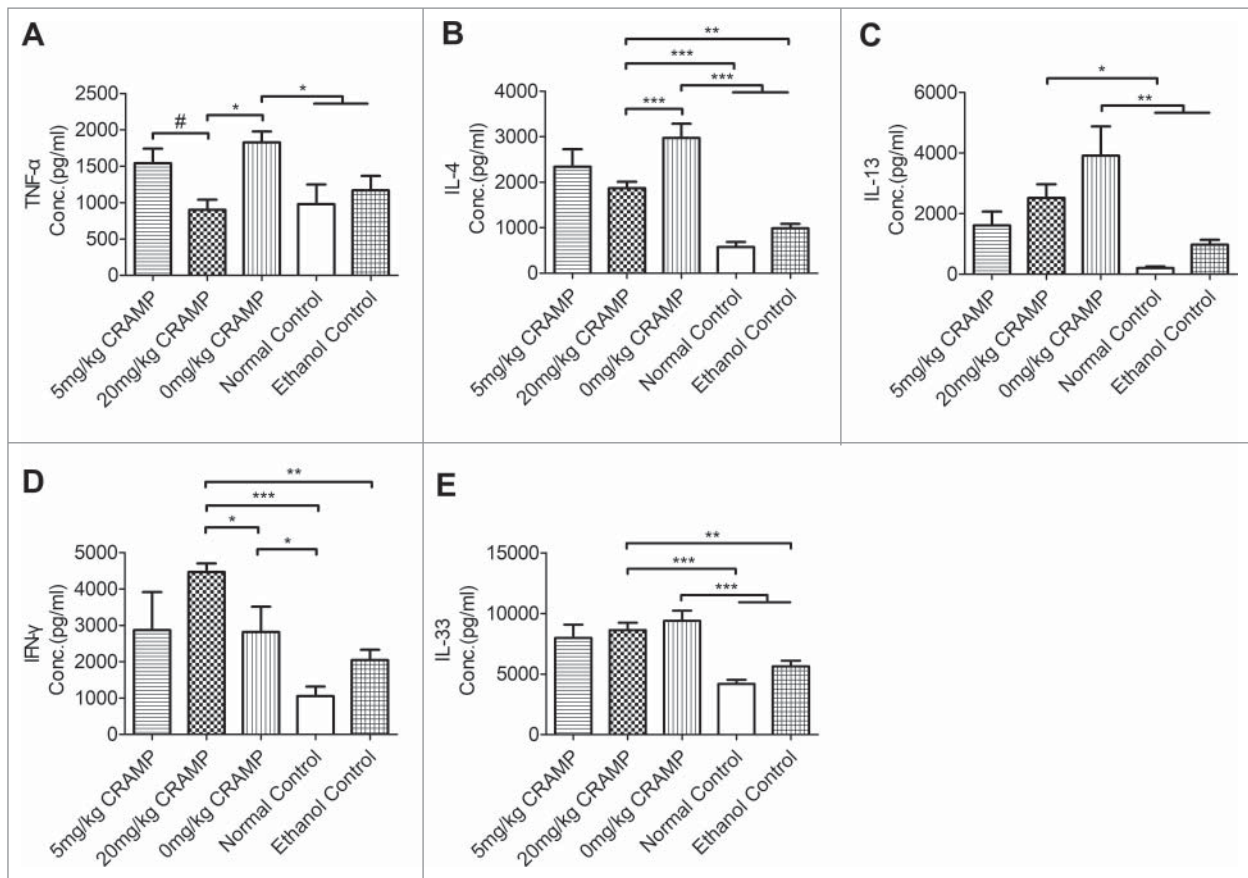 A
TNF-α
Conc.(pg/ml)
2500
2000
1500
1000
500
0
#
*
*
5mg/kg CRAMP
20mg/kg CRAMP
0mg/kg CRAMP
Normal Control
Ethanol Control
B
IL-4
Conc.(pg/ml)
4000
3000
2000
1000
0
**
***
***
***
5mg/kg CRAMP
20mg/kg CRAMP
0mg/kg CRAMP
Normal Control
Ethanol Control
C
IL-13
Conc.(pg/ml)
6000
4000
2000
0
*
**
5mg/kg CRAMP
20mg/kg CRAMP
0mg/kg CRAMP
Normal Control
Ethanol Control
D
IFN-γ
Conc.(pg/ml)
5000
4000
3000
2000
1000
0
**
***
*
*
5mg/kg CRAMP
20mg/kg CRAMP
0mg/kg CRAMP
Normal Control
Ethanol Control
E
IL-33
Conc.(pg/ml)
15000
10000
5000
0
**
***
***
5mg/kg CRAMP
20mg/kg CRAMP
0mg/kg CRAMP
Normal Control
Ethanol Control